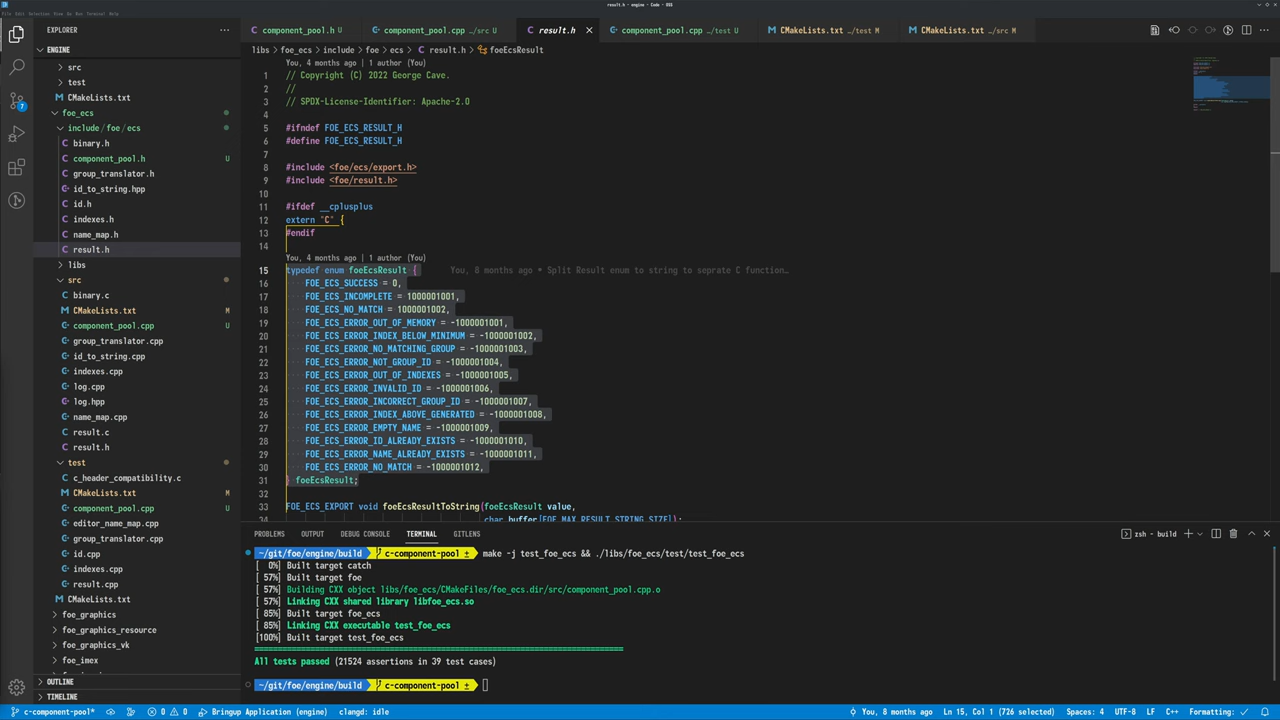 result.h - engine - Code - OSS
File Edit Selection View Go Run Terminal Help
EXPLORER
component_pool.h U
component_pool.cpp ../src U
result.h
component_pool.cpp ../test U
CMakeLists.txt ../test M
CMakeLists.txt ../src M
ENGINE
libs > foe_ecs > include > foe > ecs > result.h > foeEcsResult
src
test
CMakeLists.txt
foe_ecs
include/foe/ecs
binary.h
component_pool.h U
group_translator.h
id_to_string.hpp
id.h
indexes.h
name_map.h
result.h
libs
src
binary.c
CMakeLists.txt M
component_pool.cpp U
group_translator.cpp
id_to_string.cpp
indexes.cpp
log.cpp
log.hpp
name_map.cpp
result.c
result.h
test
c_header_compatibility.c
CMakeLists.txt M
component_pool.cpp U
editor_name_map.cpp
group_translator.cpp
id.cpp
indexes.cpp
result.cpp
CMakeLists.txt
foe_graphics
foe_graphics_resource
foe_graphics_vk
foe_imex
OUTLINE
TIMELINE
7
You, 4 months ago | 1 author (You)
1 // Copyright (C) 2022 George Cave.
2 //
3 // SPDX-License-Identifier: Apache-2.0
4
5 #ifndef FOE_ECS_RESULT_H
6 #define FOE_ECS_RESULT_H
7
8 #include <foe/ecs/export.h>
9 #include <foe/result.h>
10
11 #ifdef __cplusplus
12 extern "C" {
13 #endif
14
You, 4 months ago | 1 author (You)
15 typedef enum foeEcsResult { You, 8 months ago • Split Result enum to string to seprate C function…
16 FOE_ECS_SUCCESS = 0,
17 FOE_ECS_INCOMPLETE = 1000001001,
18 FOE_ECS_NO_MATCH = 1000001002,
19 FOE_ECS_ERROR_OUT_OF_MEMORY = -1000001001,
20 FOE_ECS_ERROR_INDEX_BELOW_MINIMUM = -1000001002,
21 FOE_ECS_ERROR_NO_MATCHING_GROUP = -1000001003,
22 FOE_ECS_ERROR_NOT_GROUP_ID = -1000001004,
23 FOE_ECS_ERROR_OUT_OF_INDEXES = -1000001005,
24 FOE_ECS_ERROR_INVALID_ID = -1000001006,
25 FOE_ECS_ERROR_INCORRECT_GROUP_ID = -1000001007,
26 FOE_ECS_ERROR_INDEX_ABOVE_GENERATED = -1000001008,
27 FOE_ECS_ERROR_EMPTY_NAME = -1000001009,
28 FOE_ECS_ERROR_ID_ALREADY_EXISTS = -1000001010,
29 FOE_ECS_ERROR_NAME_ALREADY_EXISTS = -1000001011,
30 FOE_ECS_ERROR_NO_MATCH = -1000001012,
31 } foeEcsResult;
32
33 FOE_ECS_EXPORT void foeEcsResultToString(foeEcsResult value,
34 char buffer[FOE_MAX_RESULT_STRING_SIZE]);
PROBLEMS OUTPUT DEBUG CONSOLE TERMINAL GITLENS
zsh - build
~/git/foe/engine/build c-component-pool ± make -j test_foe_ecs && ./libs/foe_ecs/test/test_foe_ecs
[ 0%] Built target catch
[ 57%] Built target foe
[ 57%] Building CXX object libs/foe_ecs/CMakeFiles/foe_ecs.dir/src/component_pool.cpp.o
[ 57%] Linking CXX shared library libfoe_ecs.so
[ 85%] Built target foe_ecs
[ 85%] Linking CXX executable test_foe_ecs
[100%] Built target test_foe_ecs
===============================================================================
All tests passed (21524 assertions in 39 test cases)
~/git/foe/engine/build c-component-pool ±
c-component-pool* 0 0 Bringup Application (engine) clangd: idle You, 8 months ago Ln 15, Col 1 (726 selected) Spaces: 4 UTF-8 LF C++ Formatting: ✓